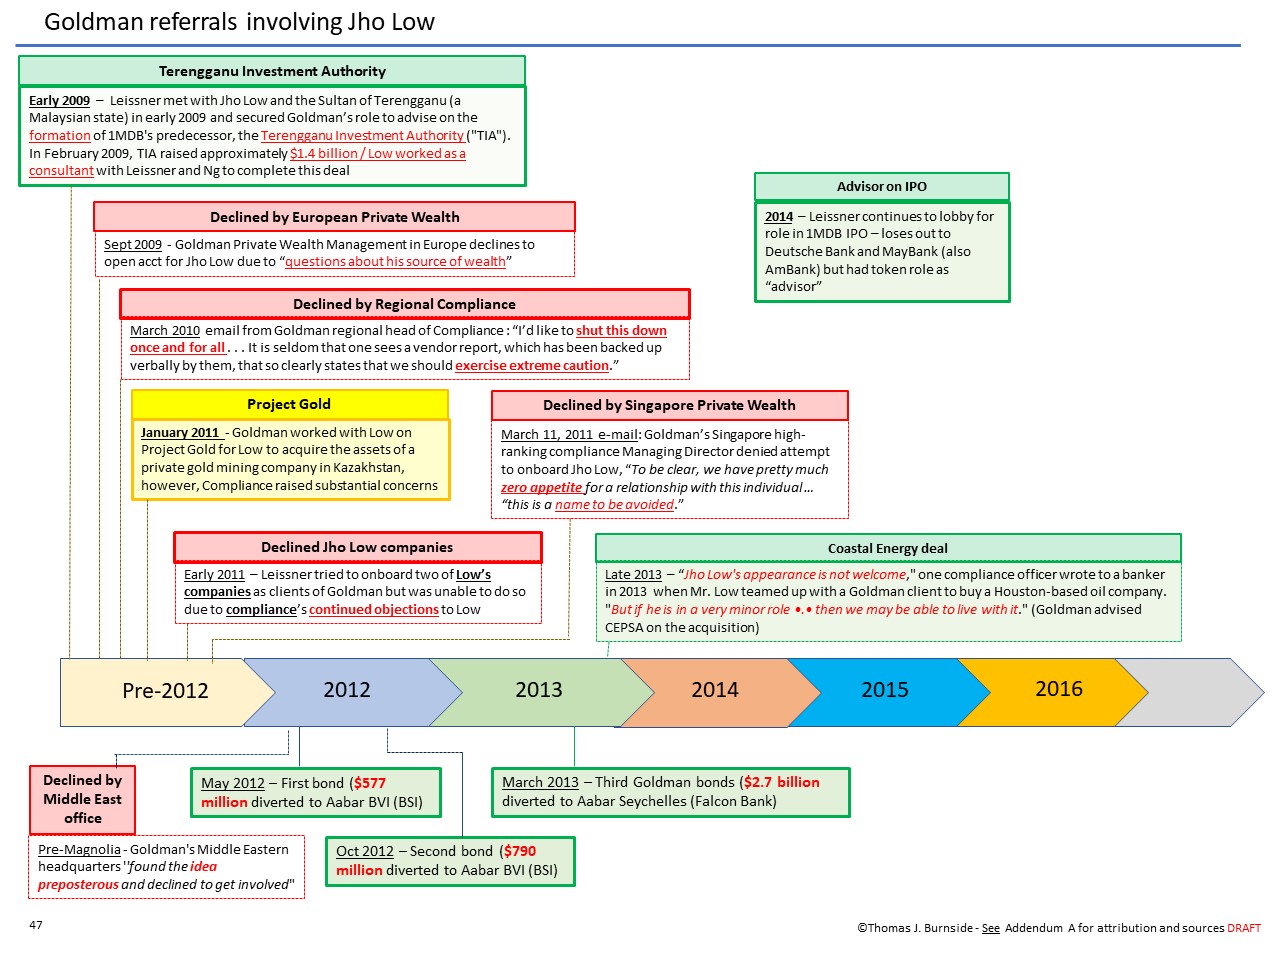 Goldman referrals involving Jho Low
Terengganu Investment Authority
Early 2009 – Leissner met with Jho Low and the Sultan of Terengganu (a
Malaysian state) in early 2009 and secured Goldman's role to advise on the
formation of 1MDB's predecessor, the Terengganu Investment Authority ("TIA").
In February 2009, TIA raised approximately $1.4 billion / Low worked as a
consultant with Leissner and Ng to complete this deal
Declined by European Private Wealth
Sept 2009 - Goldman Private Wealth Management in Europe declines to
open acct for Jho Low due to “questions about his source of wealth”
Advisor on IPO
2014 – Leissner continues to lobby for
role in 1MDB IPO – loses out to
Deutsche Bank and MayBank (also
AmBank) but had token role as
“advisor”
Declined by Regional Compliance
March 2010 email from Goldman regional head of Compliance : “I'd like to shut this down
once and for all . . . It is seldom that one sees a vendor report, which has been backed up
verbally by them, that so clearly states that we should exercise extreme caution.”
Project Gold
January 2011 - Goldman worked with Low on
Project Gold for Low to acquire the assets of a
private gold mining company in Kazakhstan,
however, Compliance raised substantial concerns
Declined by Singapore Private Wealth
March 11, 2011 e-mail: Goldman's Singapore high-
ranking compliance Managing Director denied attempt
to onboard Jho Low, “To be clear, we have pretty much
zero appetite for a relationship with this individual ...
“this is a name to be avoided.”
Declined Jho Low companies
Early 2011 – Leissner tried to onboard two of Low's
companies as clients of Goldman but was unable to do so
due to compliance's continued objections to Low
Coastal Energy deal
Late 2013 – “Jho Low's appearance is not welcome," one compliance officer wrote to a banker
in 2013 when Mr. Low teamed up with a Goldman client to buy a Houston-based oil company.
"But if he is in a very minor role •.• then we may be able to live with it." (Goldman advised
CEPSA on the acquisition)
Pre-2012
2012
2013
2014
2015
2016
Declined by
Middle East
office
Pre-Magnolia - Goldman's Middle Eastern
headquarters ''found the idea
preposterous and declined to get involved"
May 2012 – First bond ($577
million diverted to Aabar BVI (BSI)
Oct 2012 – Second bond ($790
million diverted to Aabar BVI (BSI)
March 2013 – Third Goldman bonds ($2.7 billion
diverted to Aabar Seychelles (Falcon Bank)
47
©Thomas J. Burnside - See Addendum A for attribution and sources DRAFT